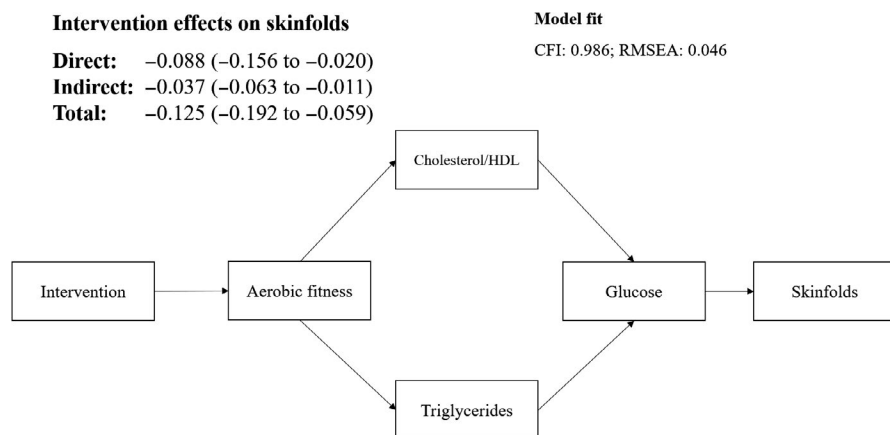 Intervention effects on skinfolds
Direct: −0.088 (−0.156 to −0.020)
Indirect: −0.037 (−0.063 to −0.011)
Total: −0.125 (−0.192 to −0.059)
Model fit
CFI: 0.986; RMSEA: 0.046
Cholesterol/HDL
Intervention
Aerobic fitness
Glucose
Skinfolds
Triglycerides